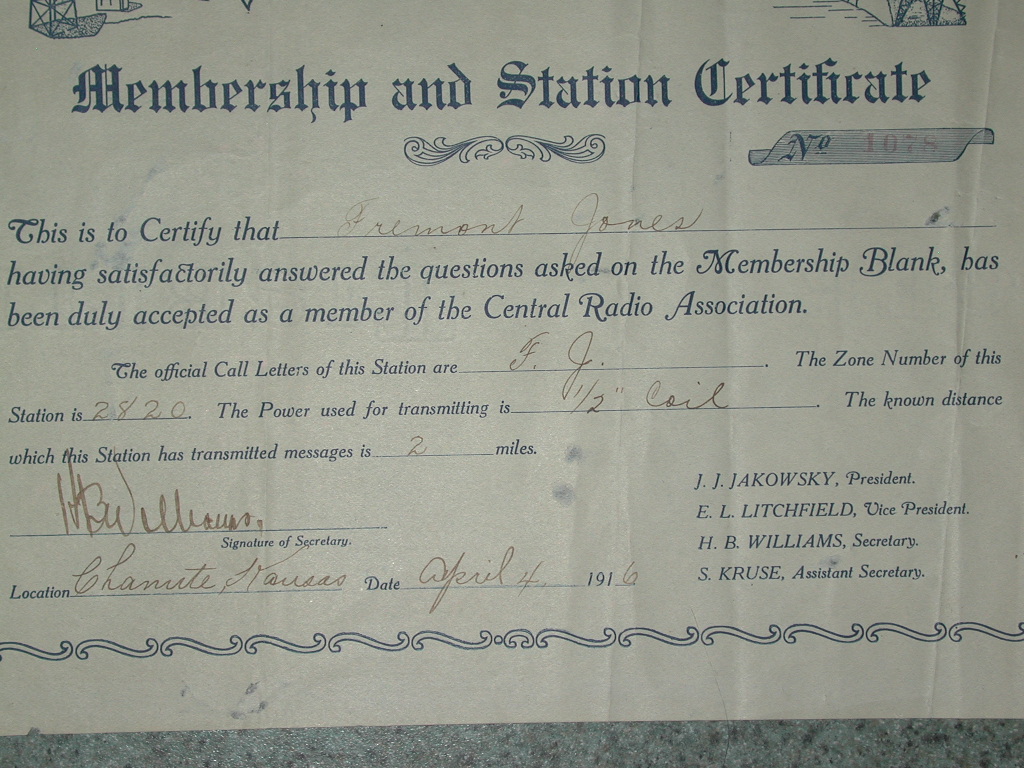 Membership and Station Certificate
No 1078
This is to Certify that Fremont Jones
having satisfactorily answered the questions asked on the Membership Blank, has
been duly accepted as a member of the Central Radio Association.
The official Call Letters of this Station are F. J. . The Zone Number of this
Station is 2820. The Power used for transmitting is 1/2" Coil . The known distance
which this Station has transmitted messages is 2 miles.
HBWilliams,
Signature of Secretary.
Location Chanute, Kansas Date April 4, 1916
J. J. JAKOWSKY, President.
E. L. LITCHFIELD, Vice President.
H. B. WILLIAMS, Secretary.
S. KRUSE, Assistant Secretary.